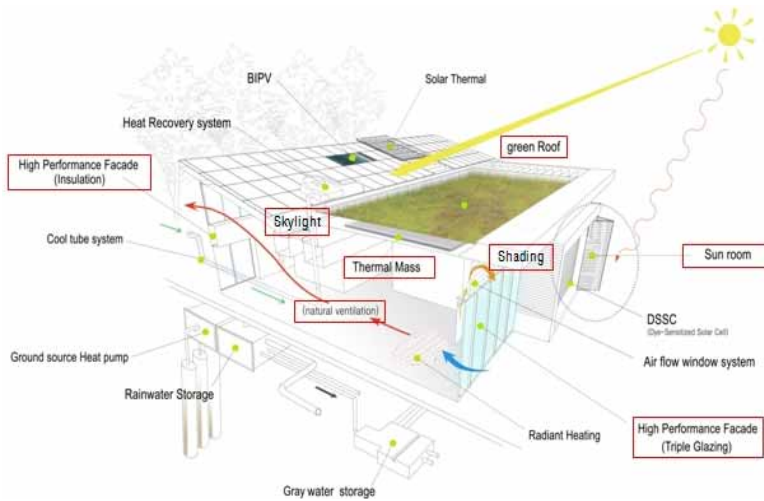 BIPV
Solar Thermal
Heat Recovery system
green Roof
High Performance Facade
(Insulation)
Skylight
Cool tube system
Thermal Mass
Shading
Sun room
(natural ventilation)
DSSC
(Dye-Sensitized Solar Cell)
Ground source Heat pump
Air flow window system
Rainwater Storage
Radiant Heating
High Performance Facade
(Triple Glazing)
Gray water storage